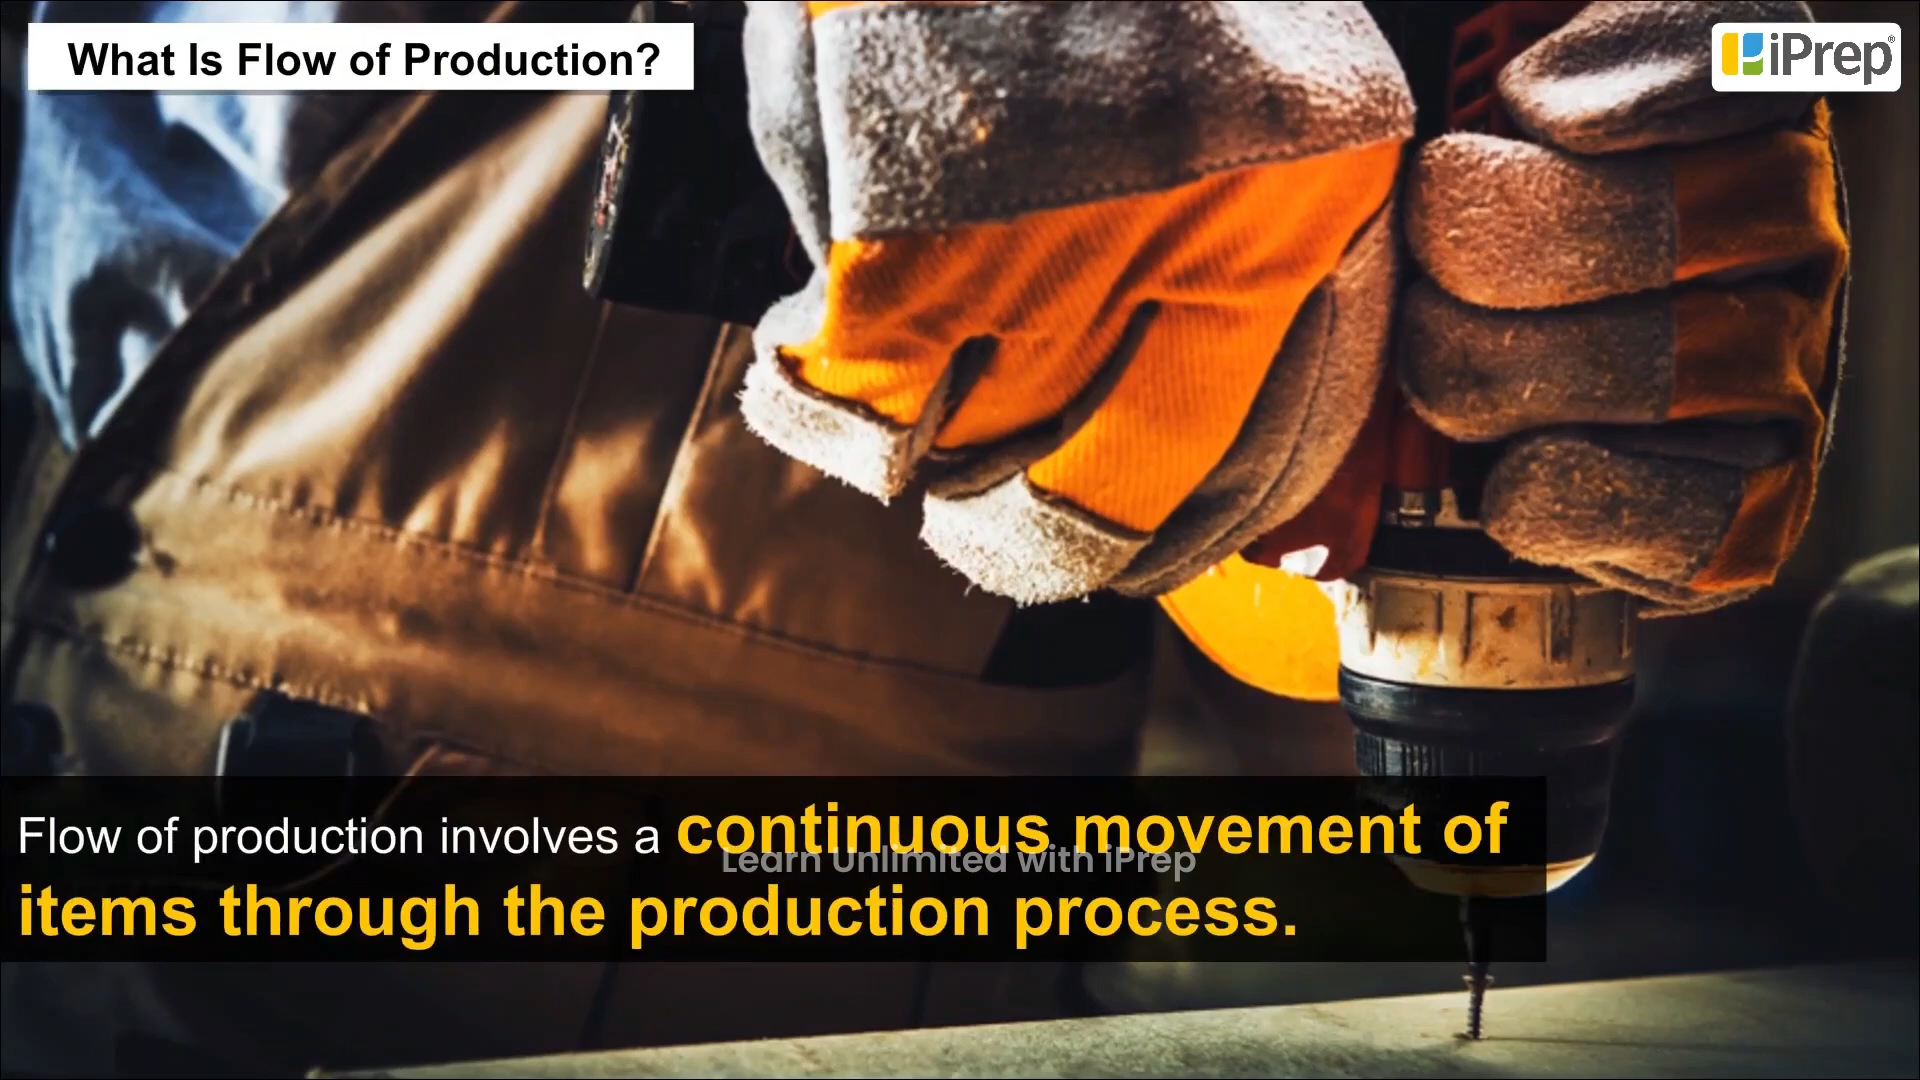 What Is Flow of Production?
iPrep®
Flow of production involves a continuous movement of
Learn Unlimited with iPrep
items through the production process.